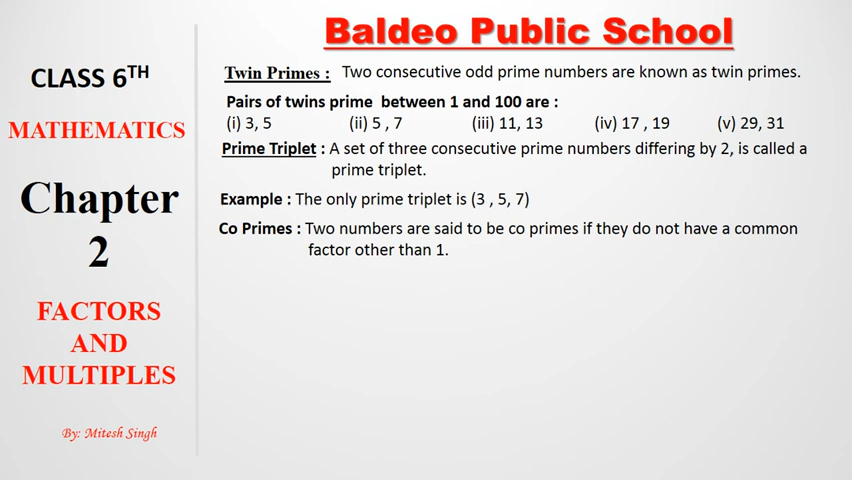 Baldeo Public School
CLASS 6TH
MATHEMATICS
Chapter
2
FACTORS
AND
MULTIPLES
By: Mitesh Singh
Twin Primes : Two consecutive odd prime numbers are known as twin primes.
Pairs of twins prime between 1 and 100 are :
(i) 3, 5 (ii) 5 , 7 (iii) 11, 13 (iv) 17 , 19 (v) 29, 31
Prime Triplet : A set of three consecutive prime numbers differing by 2, is called a
prime triplet.
Example : The only prime triplet is (3 , 5, 7)
Co Primes : Two numbers are said to be co primes if they do not have a common
factor other than 1.